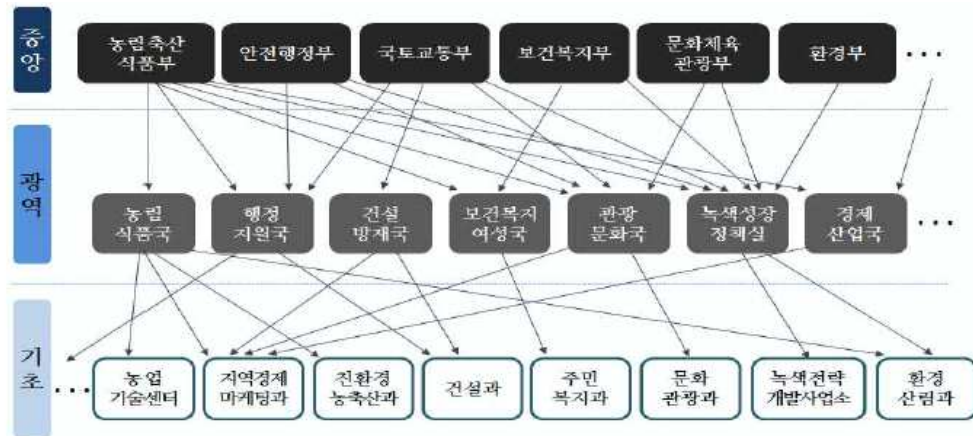 중앙
농림축산
식품부
안전행정부
국토교통부
보건복지부
문화체육
관광부
환경부
...
광역
농림
식품국
행정
지원국
건설
방재국
보건복지
여성국
관광
문화국
녹색성장
정책실
경제
산업국
...
기초
...
농업
기술센터
지역경제
마케팅과
친환경
농축산과
건설과
주민
복지과
문화
관광과
녹색전략
개발사업소
환경
산림과